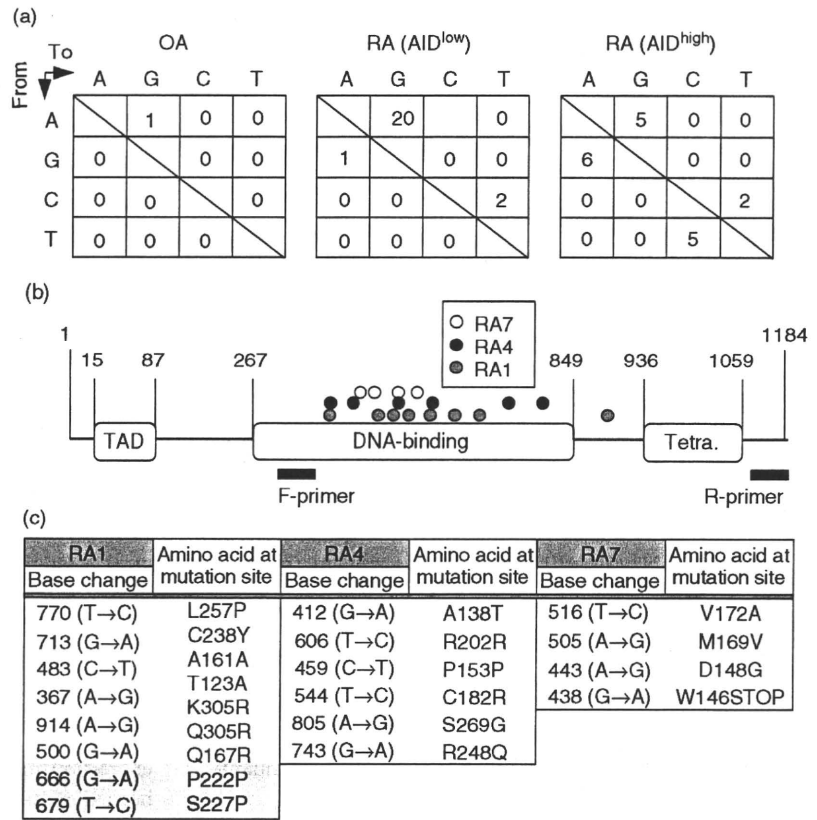 (a)
OA
RA (AIDlow)
RA (AIDhigh)
To
From
A G C T
A G C T
A G C T
A 1 0 0 20 0 5 0 0
G 0 0 0 1 0 0 6 0 0
C 0 0 0 0 0 2 0 0 2
T 0 0 0 0 0 0 0 0 5
(b)
RA7
RA4
RA1
1
1184
15 87 267 849 936 1059
TAD
DNA-binding
Tetra.
F-primer
R-primer
(c)
RA1 Amino acid at mutation site RA4 Amino acid at mutation site RA7 Amino acid at mutation site
Base change Base change Base change
770 (T→C) L257P 412 (G→A) A138T 516 (T→C) V172A
713 (G→A) C238Y 606 (T→C) R202R 505 (A→G) M169V
483 (C→T) A161A 459 (C→T) P153P 443 (A→G) D148G
367 (A→G) T123A 544 (T→C) C182R 438 (G→A) W146STOP
K305R
914 (A→G) Q305R 805 (A→G) S269G
500 (G→A) Q167R 743 (G→A) R248Q
666 (G→A) P222P
679 (T→C) S227P